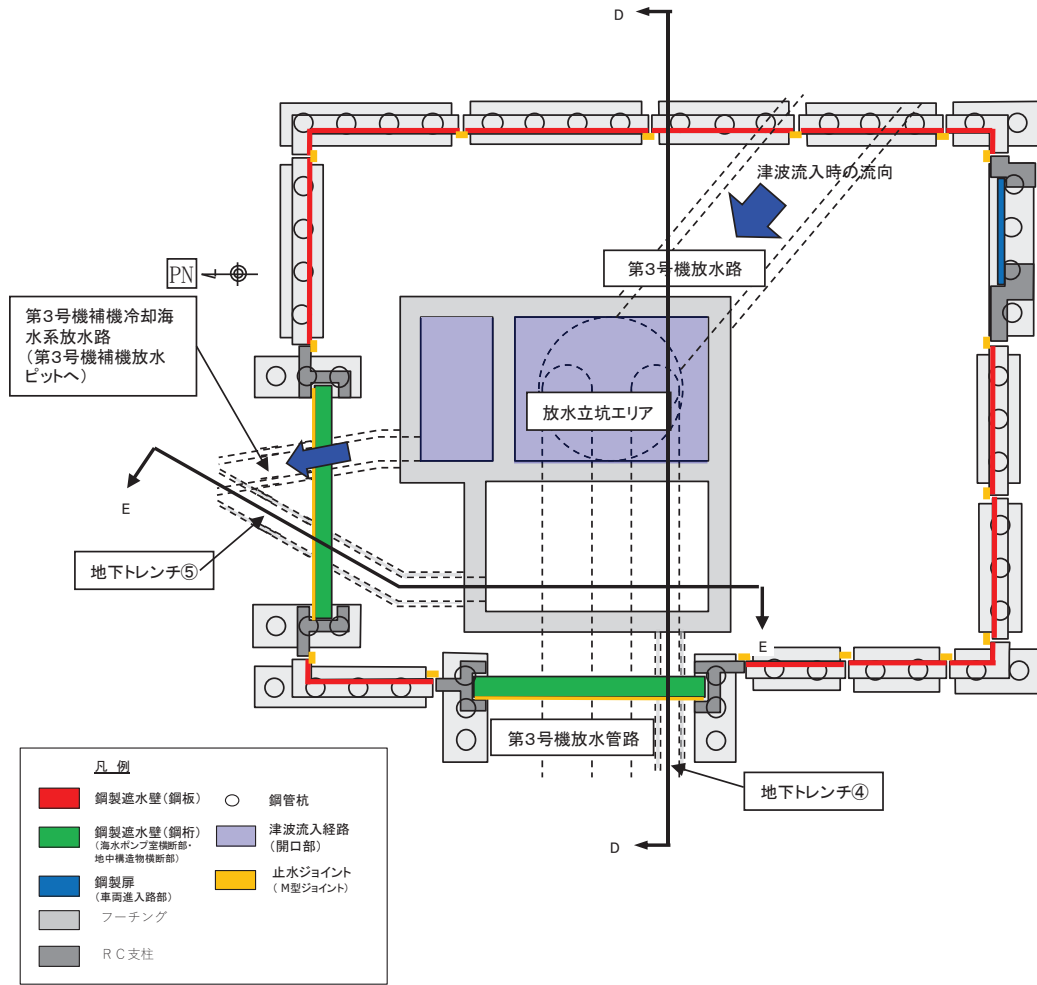 D
津波流入時の流向
第3号機放水路
PN
第3号機補機冷却海
水系放水路
(第3号機補機放水
ピットへ)
放水立坑エリア
E
地下トレンチ⑤
E
第3号機放水管路
地下トレンチ④
D
凡 例
鋼製遮水壁(鋼板)
鋼管杭
鋼製遮水壁(鋼桁)
(海水ポンプ室横断部・
地中構造物横断部)
津波流入経路
(開口部)
鋼製扉
(車両進入路部)
止水ジョイント
(M型ジョイント)
フーチング
RC支柱